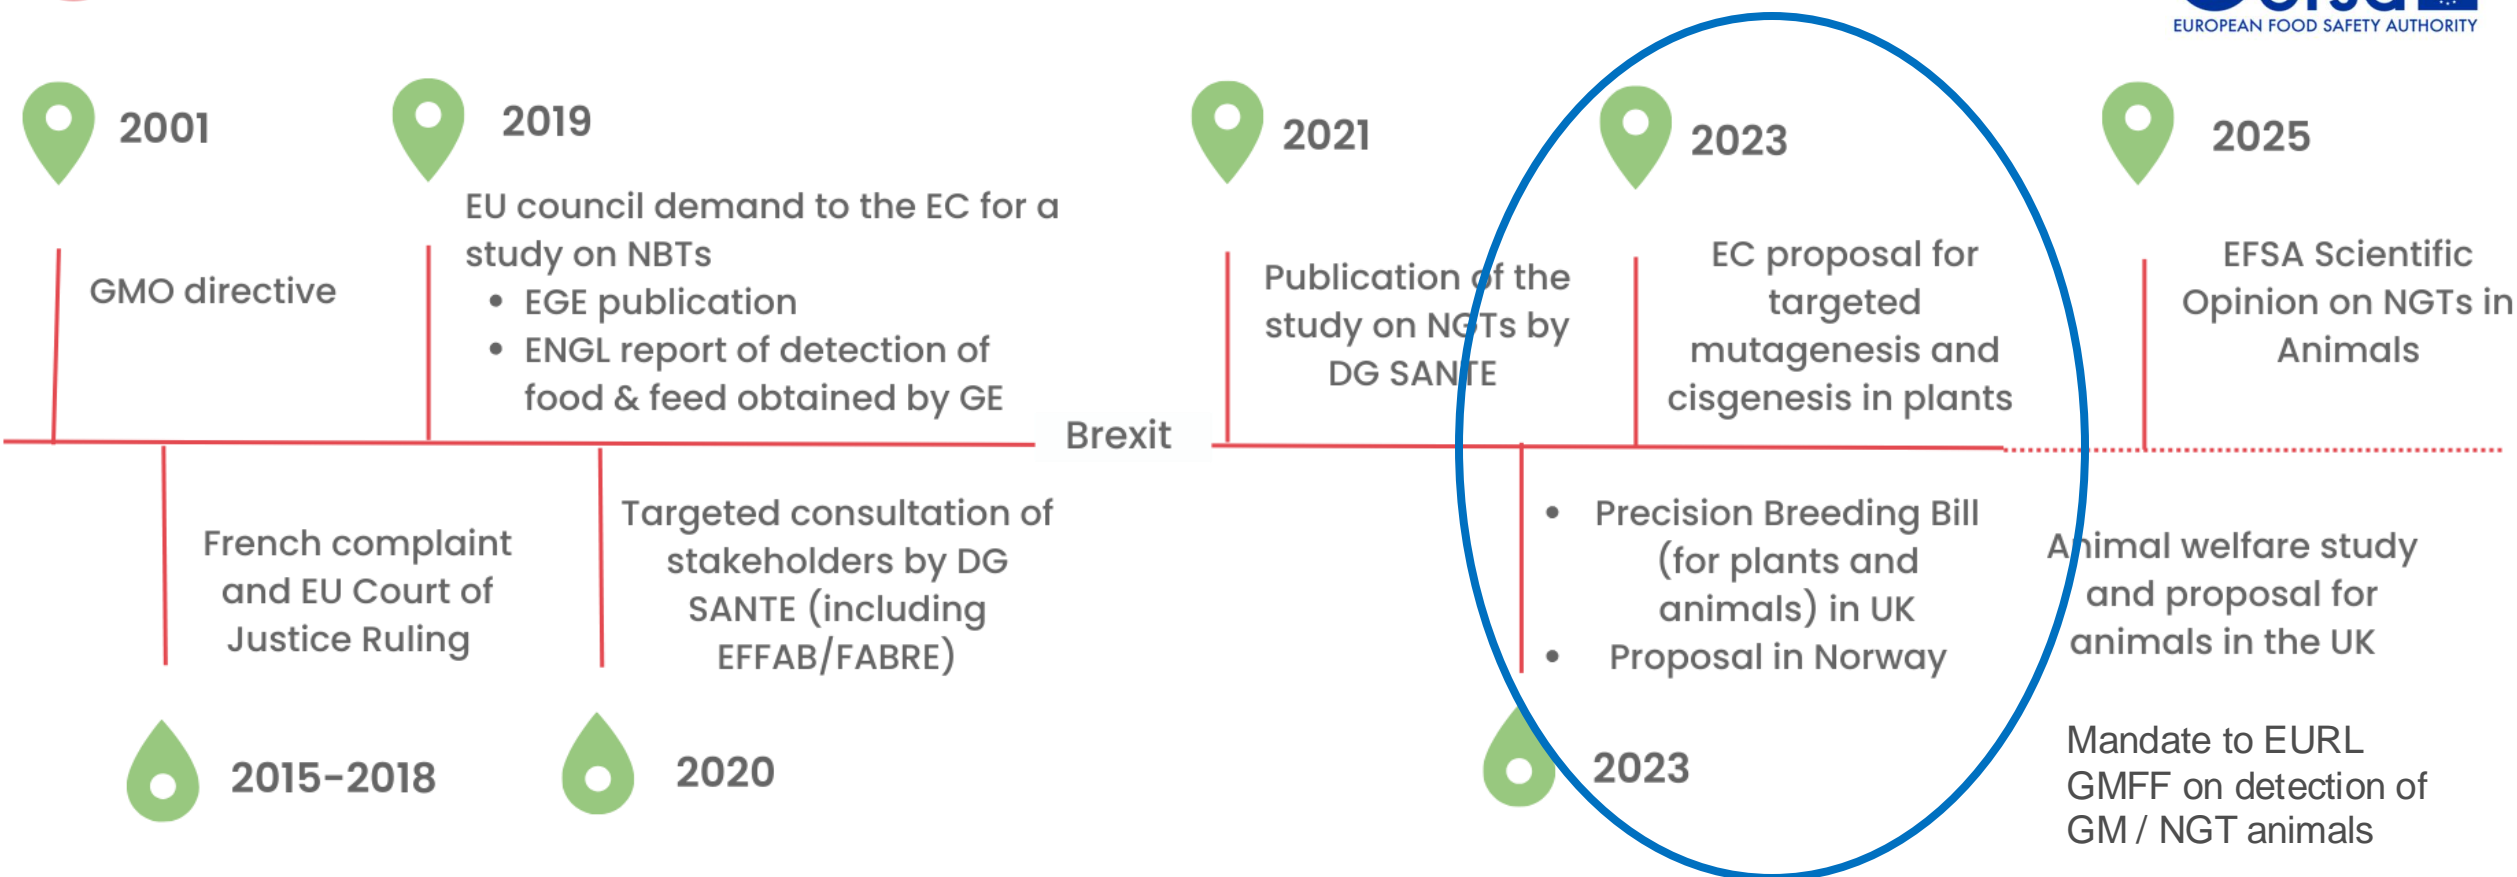 efsa
EUROPEAN FOOD SAFETY AUTHORITY
2001
GMO directive
2019
EU council demand to the EC for a
study on NBTs
• EGE publication
• ENGL report of detection of
food & feed obtained by GE
2021
Publication of the
study on NGTs by
DG SANTE
2023
EC proposal for
targeted
mutagenesis and
cisgenesis in plants
2025
EFSA Scientific
Opinion on NGTs in
Animals
Brexit
French complaint
and EU Court of
Justice Ruling
2015-2018
Targeted consultation of
stakeholders by DG
SANTE (including
EFFAB/FABRE)
2020
• Precision Breeding Bill
(for plants and
animals) in UK
• Proposal in Norway
2023
Animal welfare study
and proposal for
animals in the UK
Mandate to EURL
GMFF on detection of
GM / NGT animals